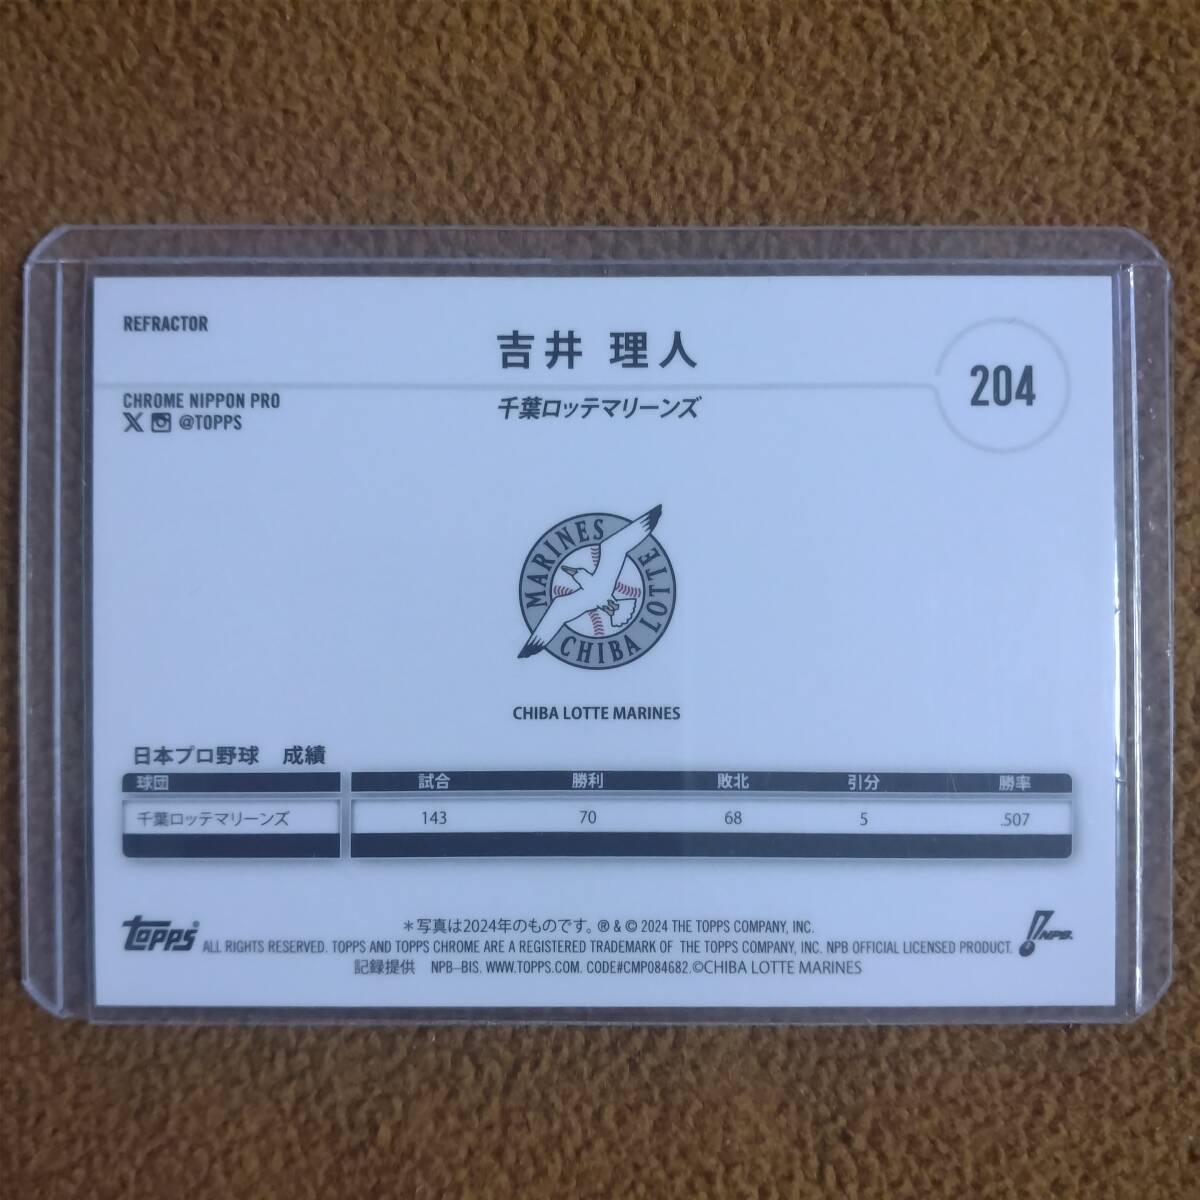 REFRACTOR
吉井 理人
204
CHROME NIPPON PRO
@TOPPS
千葉ロッテマリーンズ
MARINES
CHIBA LOTTE
CHIBA LOTTE MARINES
日本プロ野球 成績
球団 試合 勝利 敗北 引分 勝率
千葉ロッテマリーンズ 143 70 68 5 .507
topps®
＊写真は2024年のものです。® & © 2024 THE TOPPS COMPANY, INC.
ALL RIGHTS RESERVED. TOPPS AND TOPPS CHROME ARE A REGISTERED TRADEMARK OF THE TOPPS COMPANY, INC. NPB OFFICIAL LICENSED PRODUCT.
記録提供 NPB-BIS. WWW.TOPPS.COM. CODE#CMP084682.©CHIBA LOTTE MARINES
NPB.